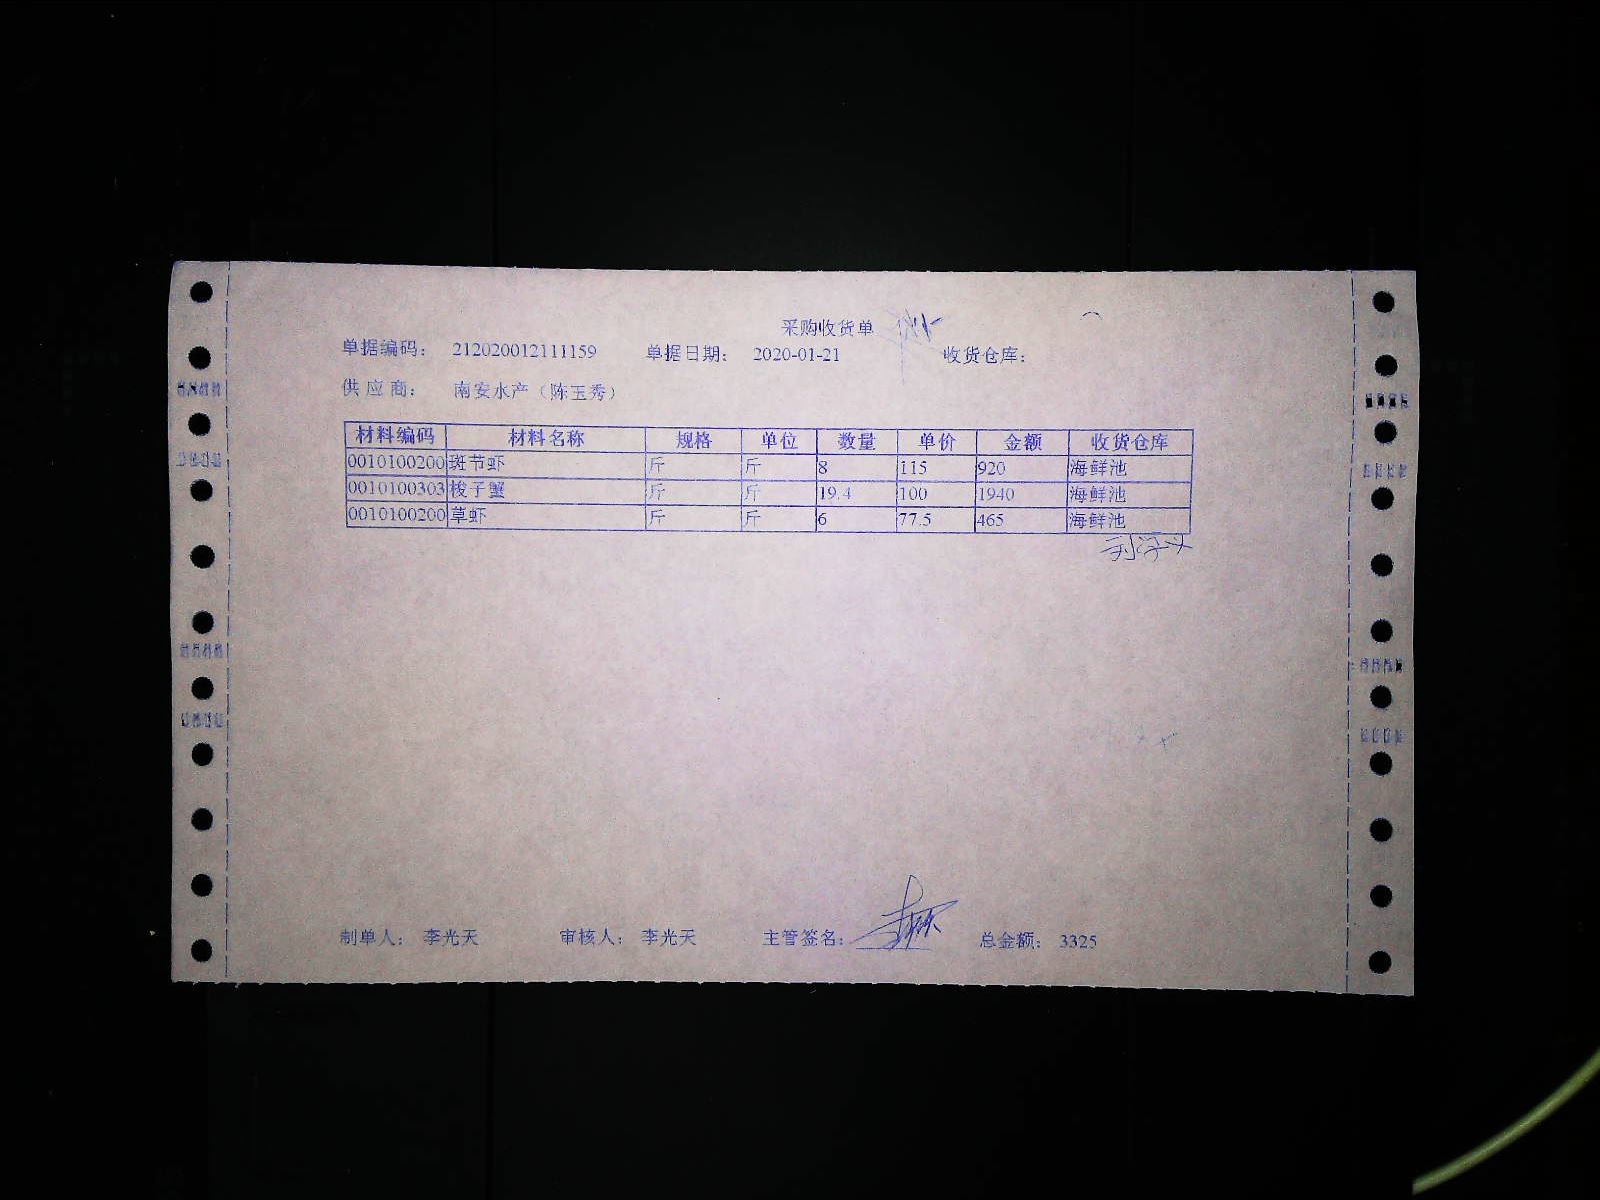 采购收货单
单据编码： 212020012111159 单据日期： 2020-01-21 收货仓库：
供 应 商： 南安水产（陈玉秀）
材料编码 材料名称 规格 单位 数量 单价 金额 收货仓库
0010100200 斑节虾 斤 斤 8 115 920 海鲜池
0010100303 梭子蟹 斤 斤 19.4 100 1940 海鲜池
0010100200 草虾 斤 斤 6 77.5 465 海鲜池
制单人： 李光天 审核人： 李光天 主管签名： 总金额： 3325